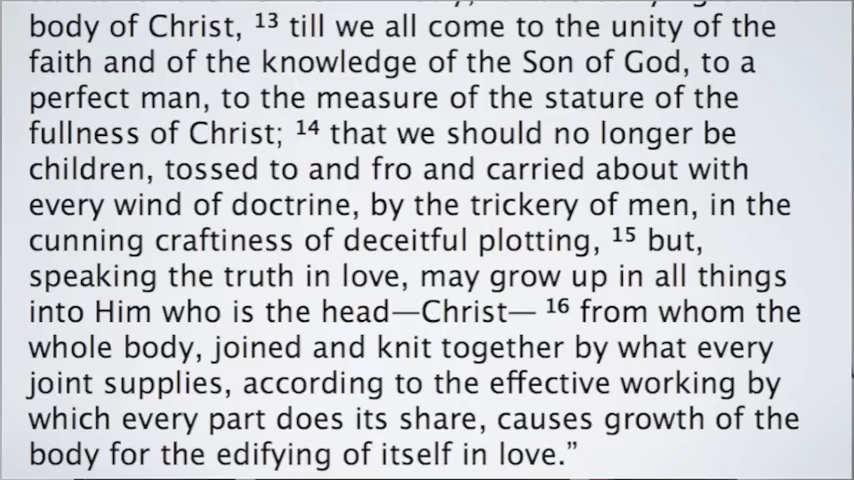 body of Christ, ¹³ till we all come to the unity of the
faith and of the knowledge of the Son of God, to a
perfect man, to the measure of the stature of the
fullness of Christ; ¹⁴ that we should no longer be
children, tossed to and fro and carried about with
every wind of doctrine, by the trickery of men, in the
cunning craftiness of deceitful plotting, ¹⁵ but,
speaking the truth in love, may grow up in all things
into Him who is the head—Christ— ¹⁶ from whom the
whole body, joined and knit together by what every
joint supplies, according to the effective working by
which every part does its share, causes growth of the
body for the edifying of itself in love.”